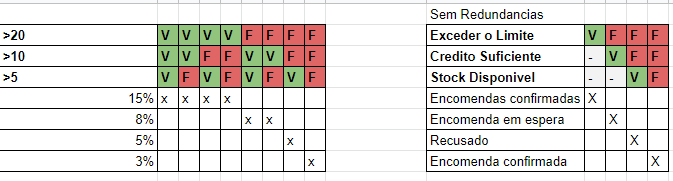 >20 V V V V F F F F
>10 V V F F V V F F
>5 V F V F V F V F
15% x x x x
8% x x
5% x
3% x
Sem Redundancias
Exceder o Limite V F F F
Credito Suficiente - V F F
Stock Disponivel - - V F
Encomendas confirmadas X
Encomenda em espera X
Recusado X
Encomenda confirmada X